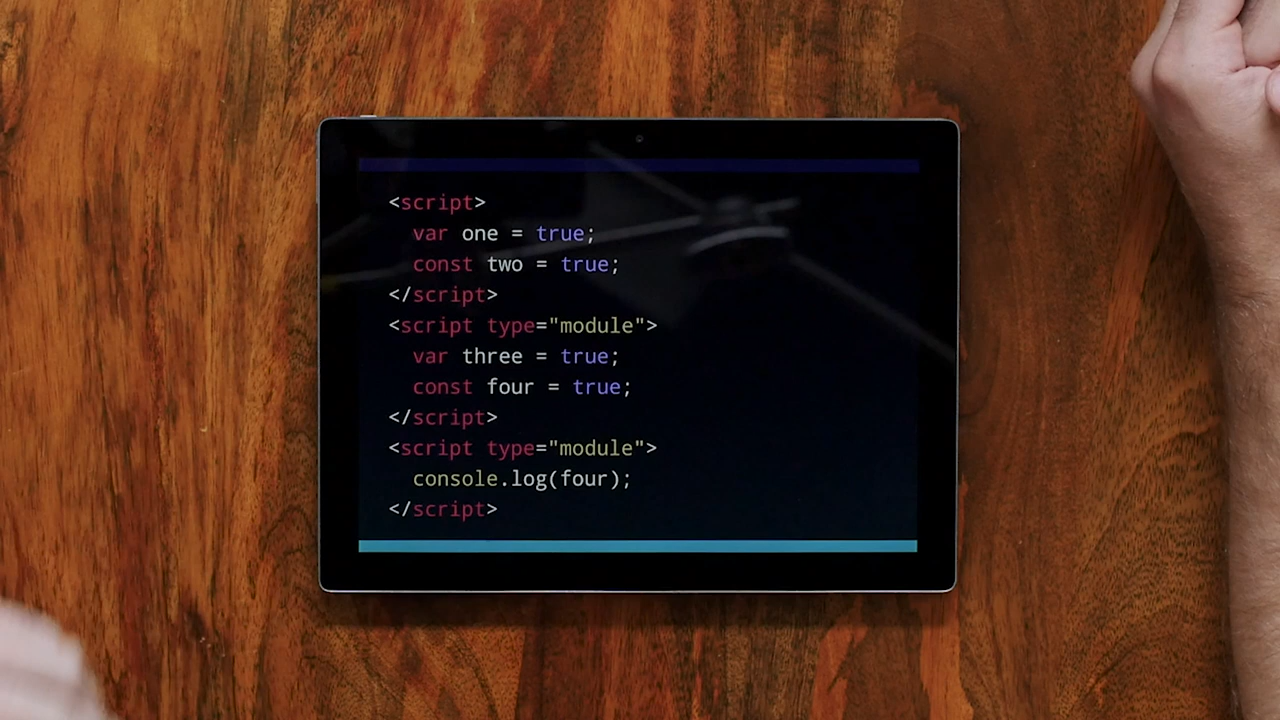 <script>
var one = true;
const two = true;
</script>
<script type="module">
var three = true;
const four = true;
</script>
<script type="module">
console.log(four);
</script>